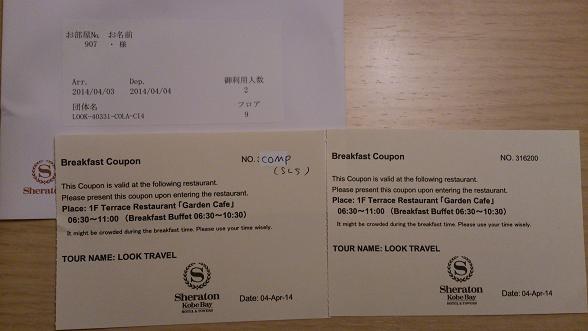 お部屋No. お名前
907 ・ 様
Arr. Dep. 御利用人数
2014/04/03 2014/04/04 2
団体名 フロア
LOOK-40331-COLA-C14 9
S
Sheraton
Breakfast Coupon NO.: COMP
(SLS)
This Coupon is valid at the following restaurant.
Please present this coupon upon entering the restaurant.
Place: 1F Terrace Restaurant 「Garden Cafe」
06:30～11:00 （Breakfast Buffet 06:30～10:30）
It might be crowded during the breakfast time. Please use your time wisely.
TOUR NAME: LOOK TRAVEL
S
Sheraton
Kobe Bay
HOTEL & TOWERS
Date: 04-Apr-14
Breakfast Coupon NO. 316200
This Coupon is valid at the following restaurant.
Please present this coupon upon entering the restaurant.
Place: 1F Terrace Restaurant 「Garden Cafe」
06:30～11:00 （Breakfast Buffet 06:30～10:30）
It might be crowded during the breakfast time. Please use your time wisely.
TOUR NAME: LOOK TRAVEL
S
Sheraton
Kobe Bay
HOTEL & TOWERS
Date: 04-Apr-14